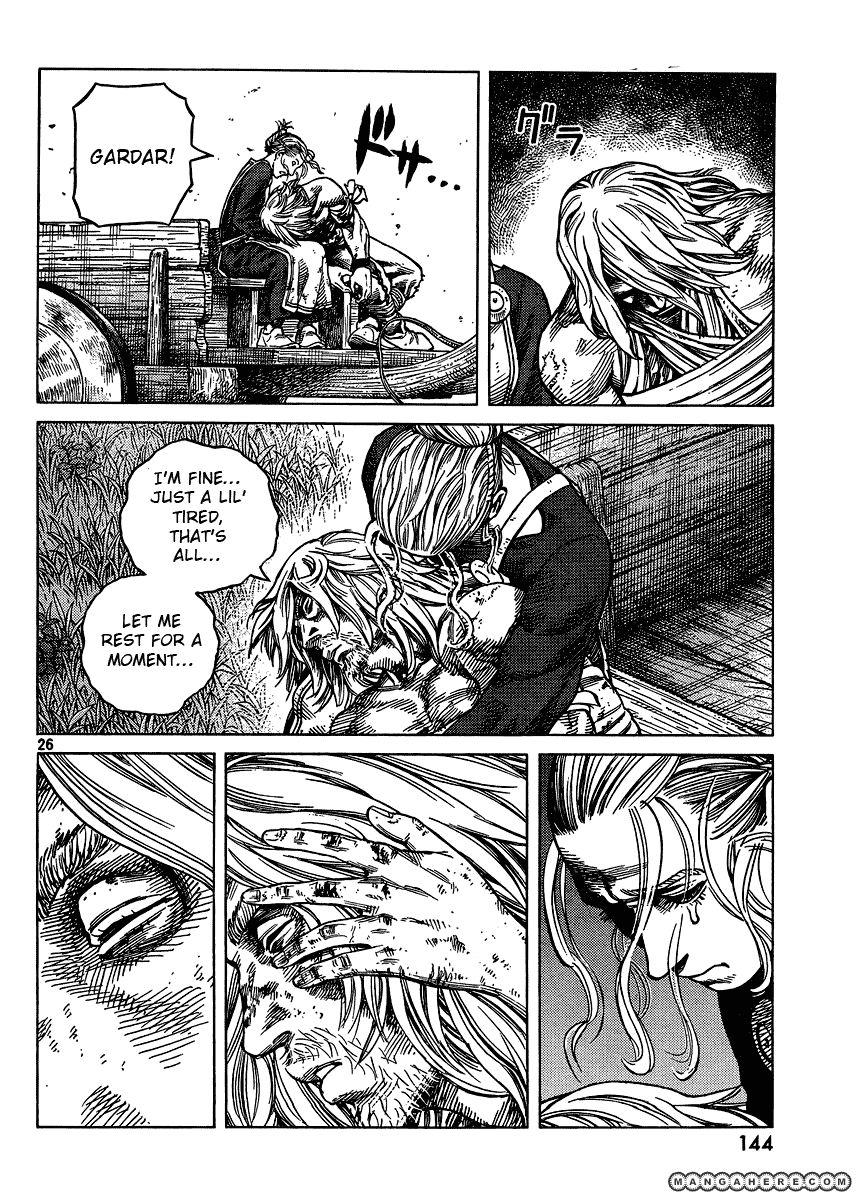 グラ
ドサ...
GARDAR!
I'M FINE...
JUST A LIL'
TIRED,
THAT'S
ALL...
LET ME
REST FOR A
MOMENT...
26
144
MANGAHERE.COM